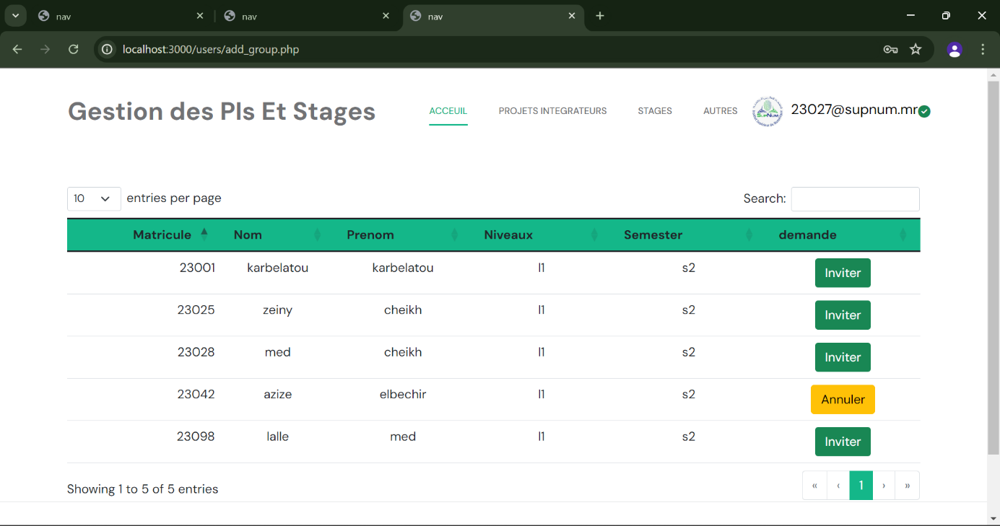 nav
nav
nav
localhost:3000/users/add_group.php
Gestion des PIs Et Stages
ACCEUIL PROJETS INTEGRATEURS STAGES AUTRES SUPNUM 23027@supnum.mr
10 entries per page Search:
Matricule Nom Prenom Niveaux Semester demande
23001 karbelatou karbelatou l1 s2 Inviter
23025 zeiny cheikh l1 s2 Inviter
23028 med cheikh l1 s2 Inviter
23042 azize elbechir l1 s2 Annuler
23098 lalle med l1 s2 Inviter
Showing 1 to 5 of 5 entries « ‹ 1 › »